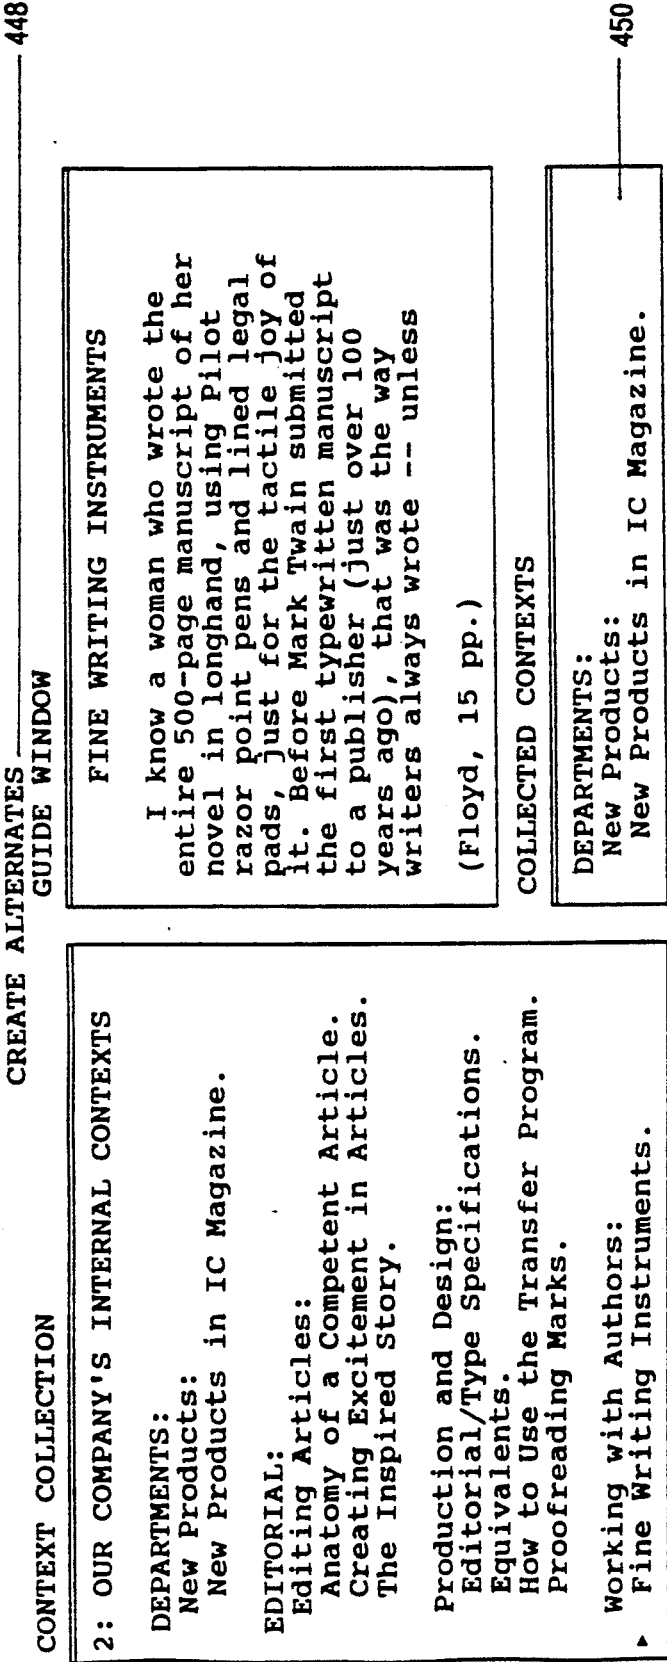 CREATE ALTERNATES 448
CONTEXT COLLECTION
2: OUR COMPANY'S INTERNAL CONTEXTS
DEPARTMENTS:
New Products:
New Products in IC Magazine.
EDITORIAL:
Editing Articles:
Anatomy of a Competent Article.
Creating Excitement in Articles.
The Inspired Story.
Production and Design:
Editorial/Type Specifications.
Equivalents.
How to Use the Transfer Program.
Proofreading Marks.
Working with Authors:
▶ Fine Writing Instruments.
GUIDE WINDOW
FINE WRITING INSTRUMENTS
I know a woman who wrote the
entire 500-page manuscript of her
novel in longhand, using Pilot
razor point pens and lined legal
pads, just for the tactile joy of
it. Before Mark Twain submitted
the first typewritten manuscript
to a publisher (just over 100
years ago), that was the way
writers always wrote -- unless
(Floyd, 15 pp.)
COLLECTED CONTEXTS
DEPARTMENTS:
New Products:
New Products in IC Magazine.
450